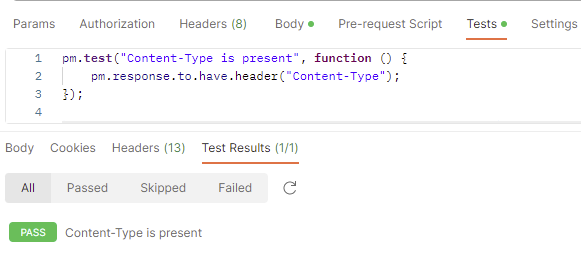 Params Authorization Headers (8) Body Pre-request Script Tests Settings
1 pm.test("Content-Type is present", function () {
2 pm.response.to.have.header("Content-Type");
3 });
4
Body Cookies Headers (13) Test Results (1/1)
All Passed Skipped Failed
PASS Content-Type is present